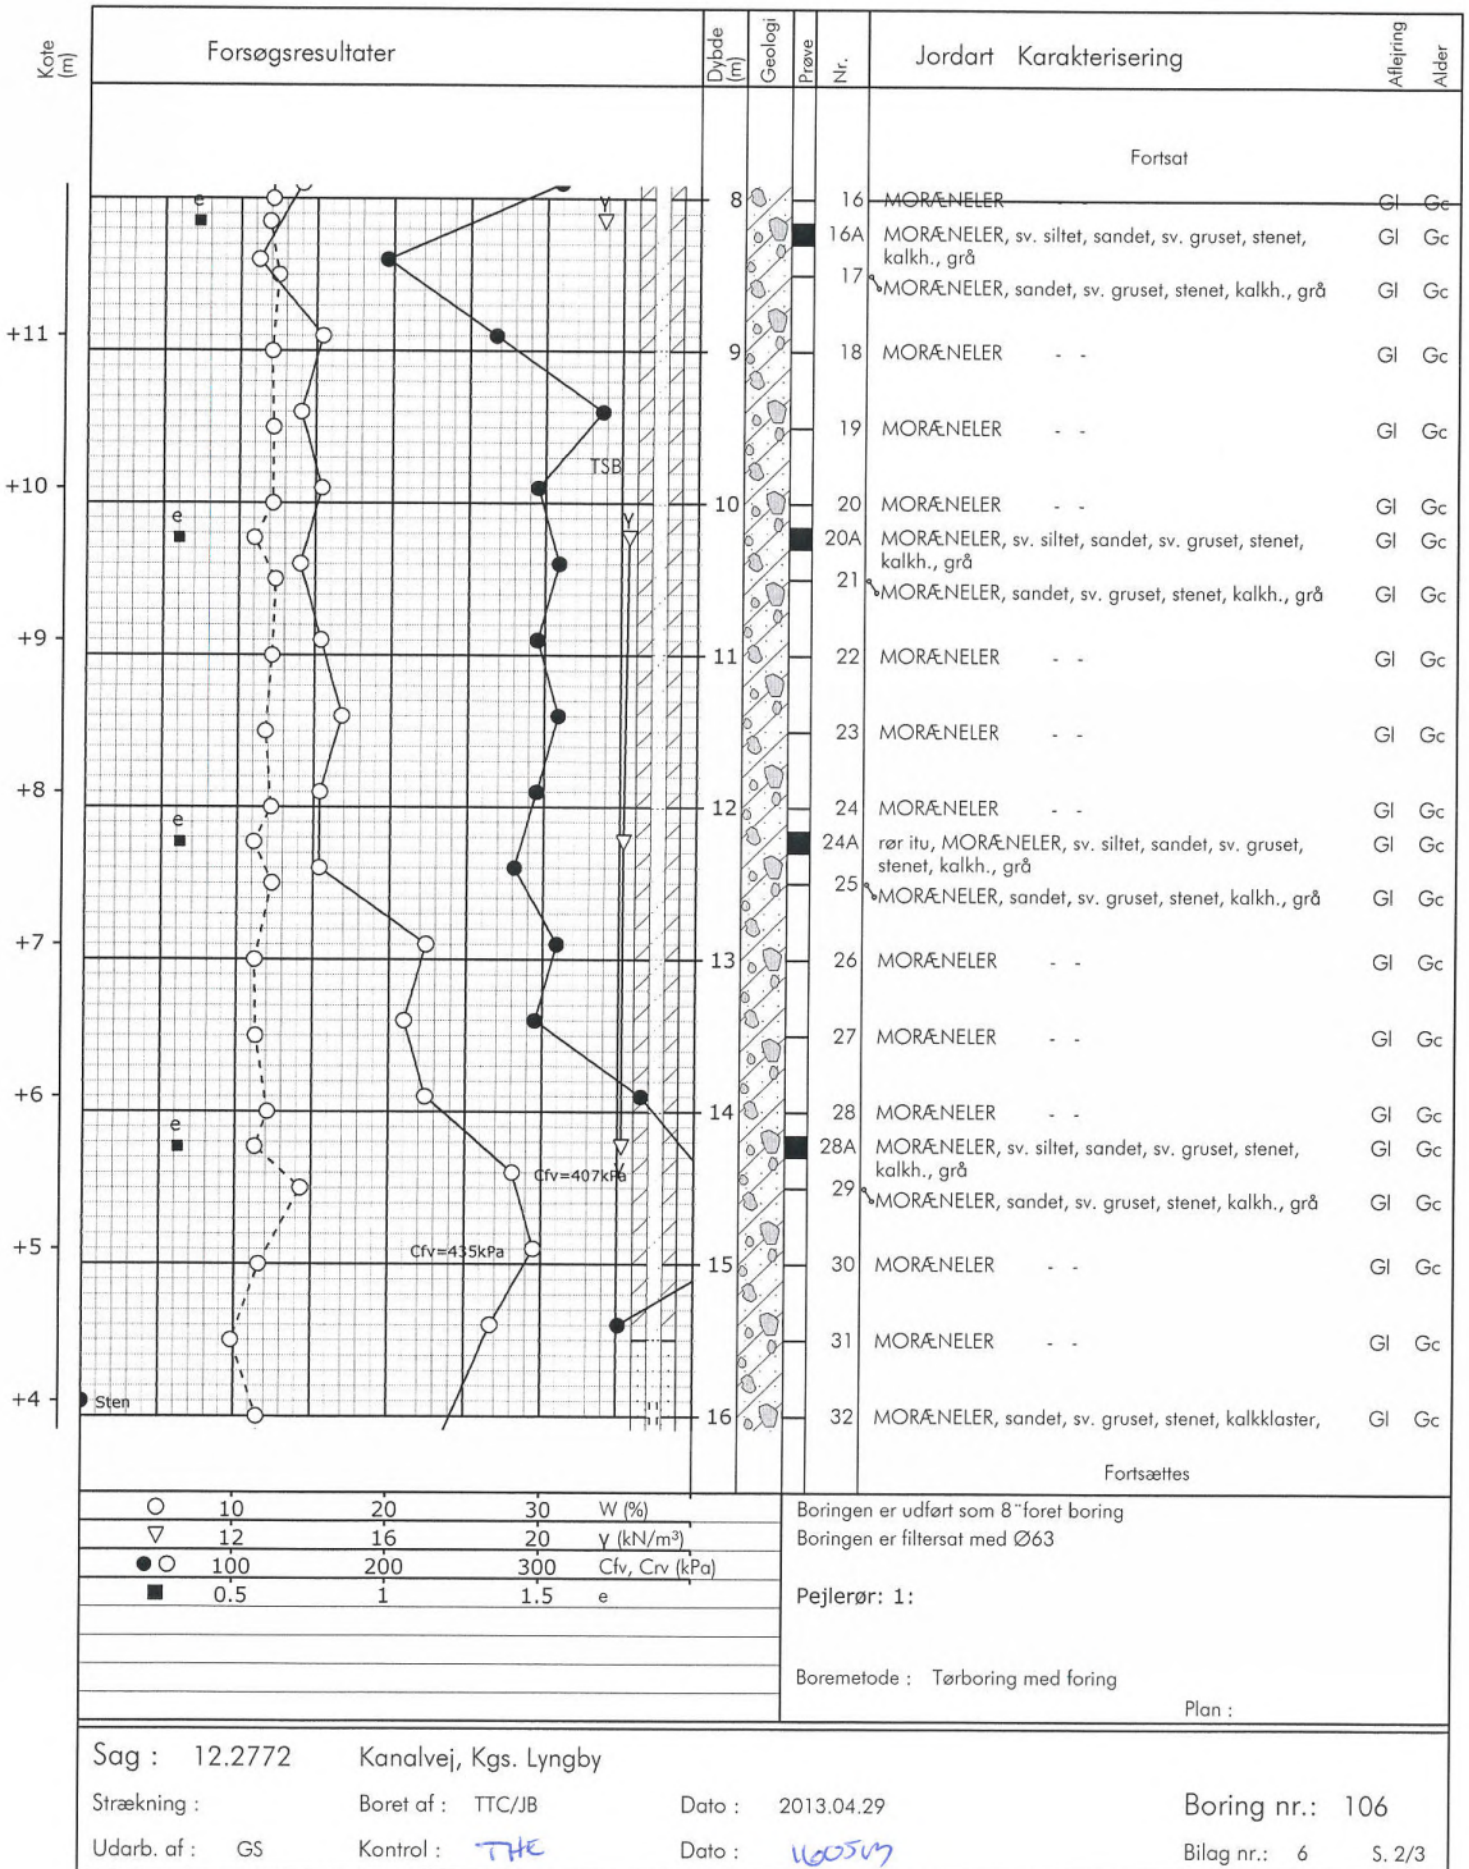 Kote (m)
Forsøgsresultater
Dybde (m)
Geologi
Prøve
Nr.
Jordart Karakterisering
Aflejring
Alder
Fortsat
8 16 MORÆNELER - Gl Gc
e γ
16A MORÆNELER, sv. siltet, sandet, sv. gruset, stenet, Gl Gc
kalkh., grå
17 MORÆNELER, sandet, sv. gruset, stenet, kalkh., grå Gl Gc
+11
9 18 MORÆNELER - - Gl Gc
19 MORÆNELER - - Gl Gc
TSB
+10
10 20 MORÆNELER - - Gl Gc
e γ
20A MORÆNELER, sv. siltet, sandet, sv. gruset, stenet, Gl Gc
kalkh., grå
21 MORÆNELER, sandet, sv. gruset, stenet, kalkh., grå Gl Gc
+9
11 22 MORÆNELER - - Gl Gc
23 MORÆNELER - - Gl Gc
+8
12 24 MORÆNELER - - Gl Gc
e
24A rør itu, MORÆNELER, sv. siltet, sandet, sv. gruset, Gl Gc
stenet, kalkh., grå
25 MORÆNELER, sandet, sv. gruset, stenet, kalkh., grå Gl Gc
+7
13 26 MORÆNELER - - Gl Gc
27 MORÆNELER - - Gl Gc
+6
14 28 MORÆNELER - - Gl Gc
e
28A MORÆNELER, sv. siltet, sandet, sv. gruset, stenet, Gl Gc
kalkh., grå
Cfv=407kPa γ
29 MORÆNELER, sandet, sv. gruset, stenet, kalkh., grå Gl Gc
+5
Cfv=435kPa
15 30 MORÆNELER - - Gl Gc
31 MORÆNELER - - Gl Gc
+4 Sten
16 32 MORÆNELER, sandet, sv. gruset, stenet, kalkklaster, Gl Gc
Fortsættes
10 20 30 W (%)
12 16 20 γ (kN/m³)
100 200 300 Cfv, Crv (kPa)
0.5 1 1.5 e
Boringen er udført som 8¨foret boring
Boringen er filtersat med Ø63
Pejlerør: 1:
Boremetode : Tørboring med foring
Plan :
Sag : 12.2772 Kanalvej, Kgs. Lyngby
Strækning : Boret af : TTC/JB Dato : 2013.04.29 Boring nr.: 106
Udarb. af : GS Kontrol : THE Dato : Bilag nr.: 6 S. 2/3